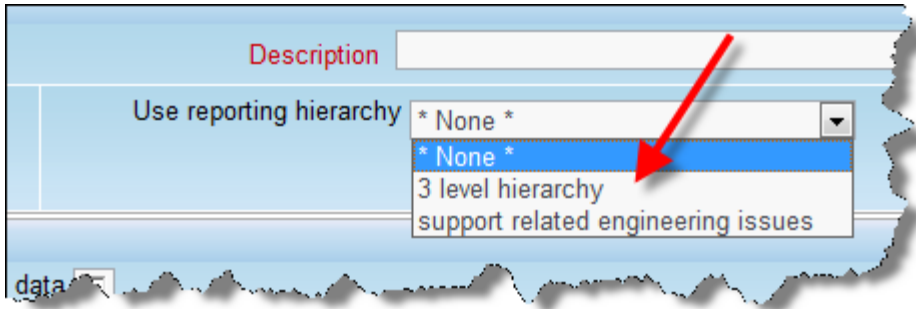 Description
Use reporting hierarchy * None *
* None *
3 level hierarchy
support related engineering issues
data